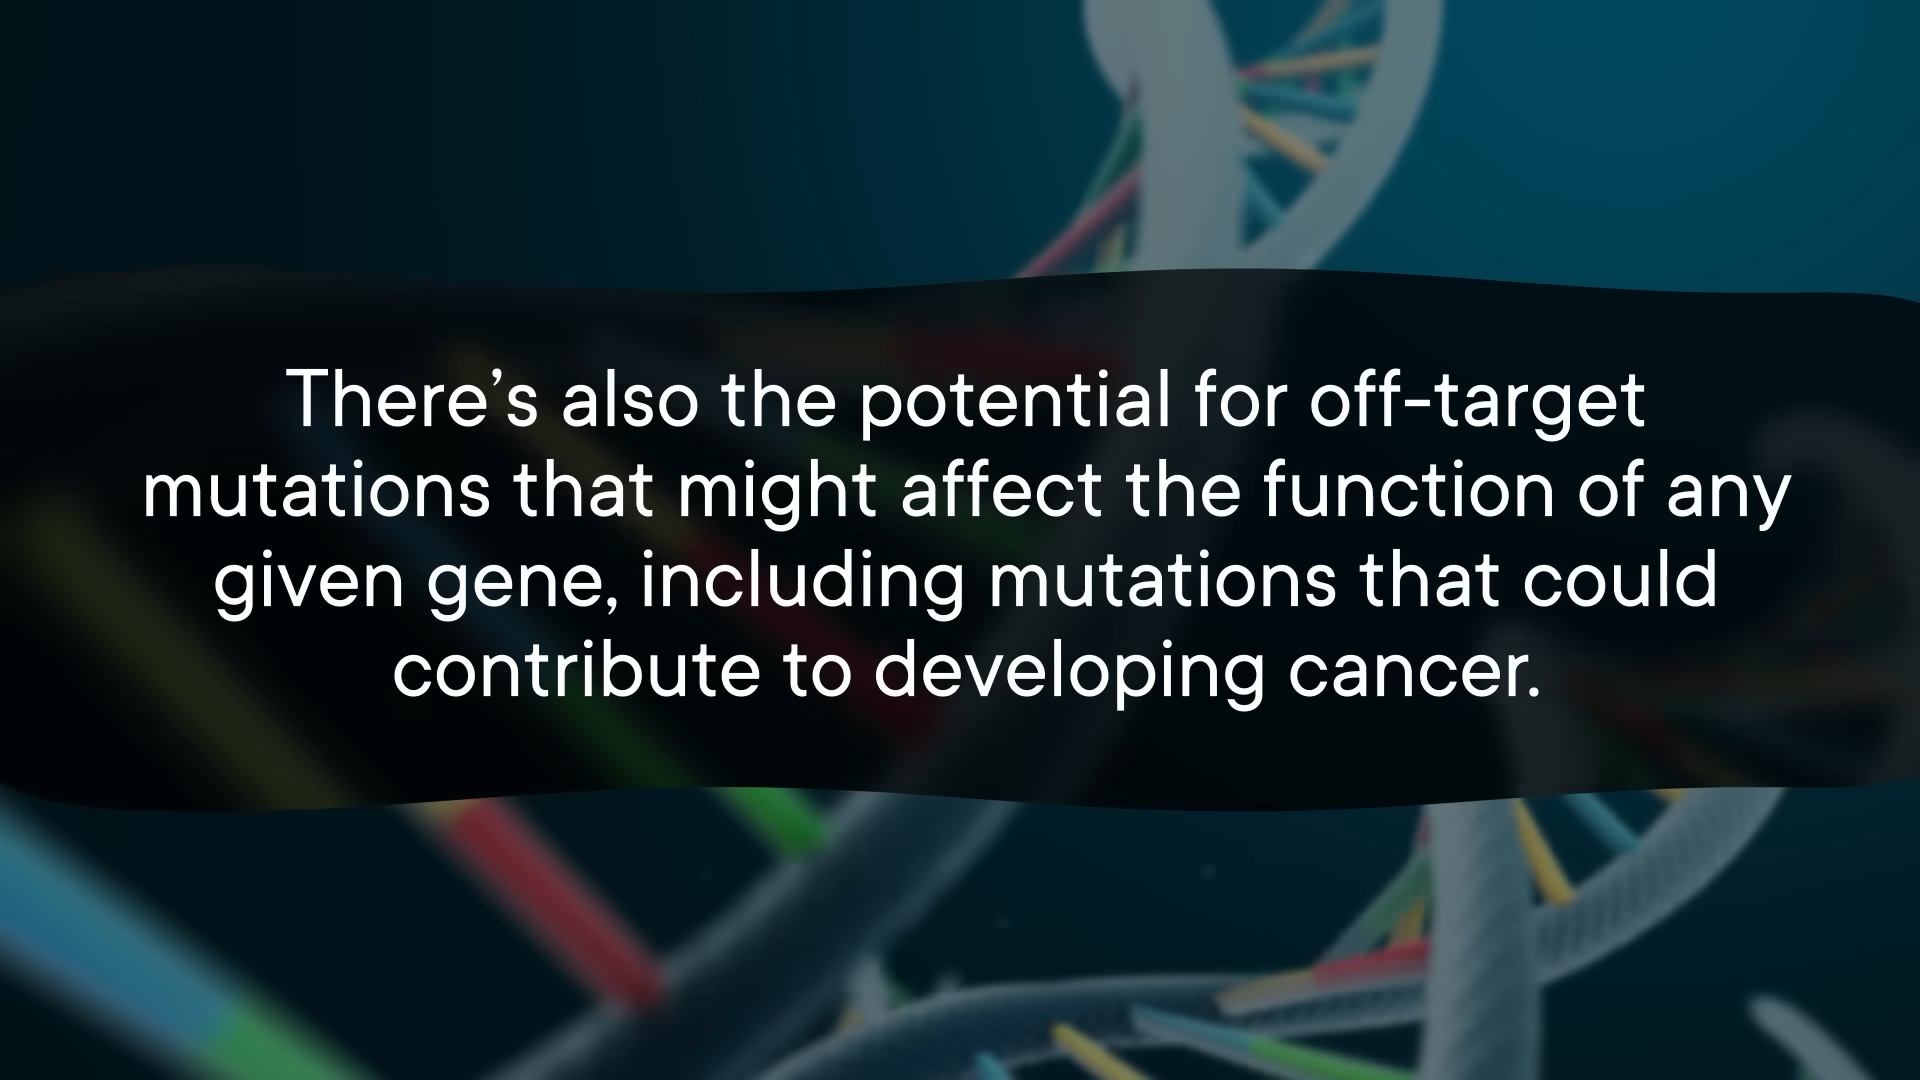 There’s also the potential for off-target
mutations that might affect the function of any
given gene, including mutations that could
contribute to developing cancer.